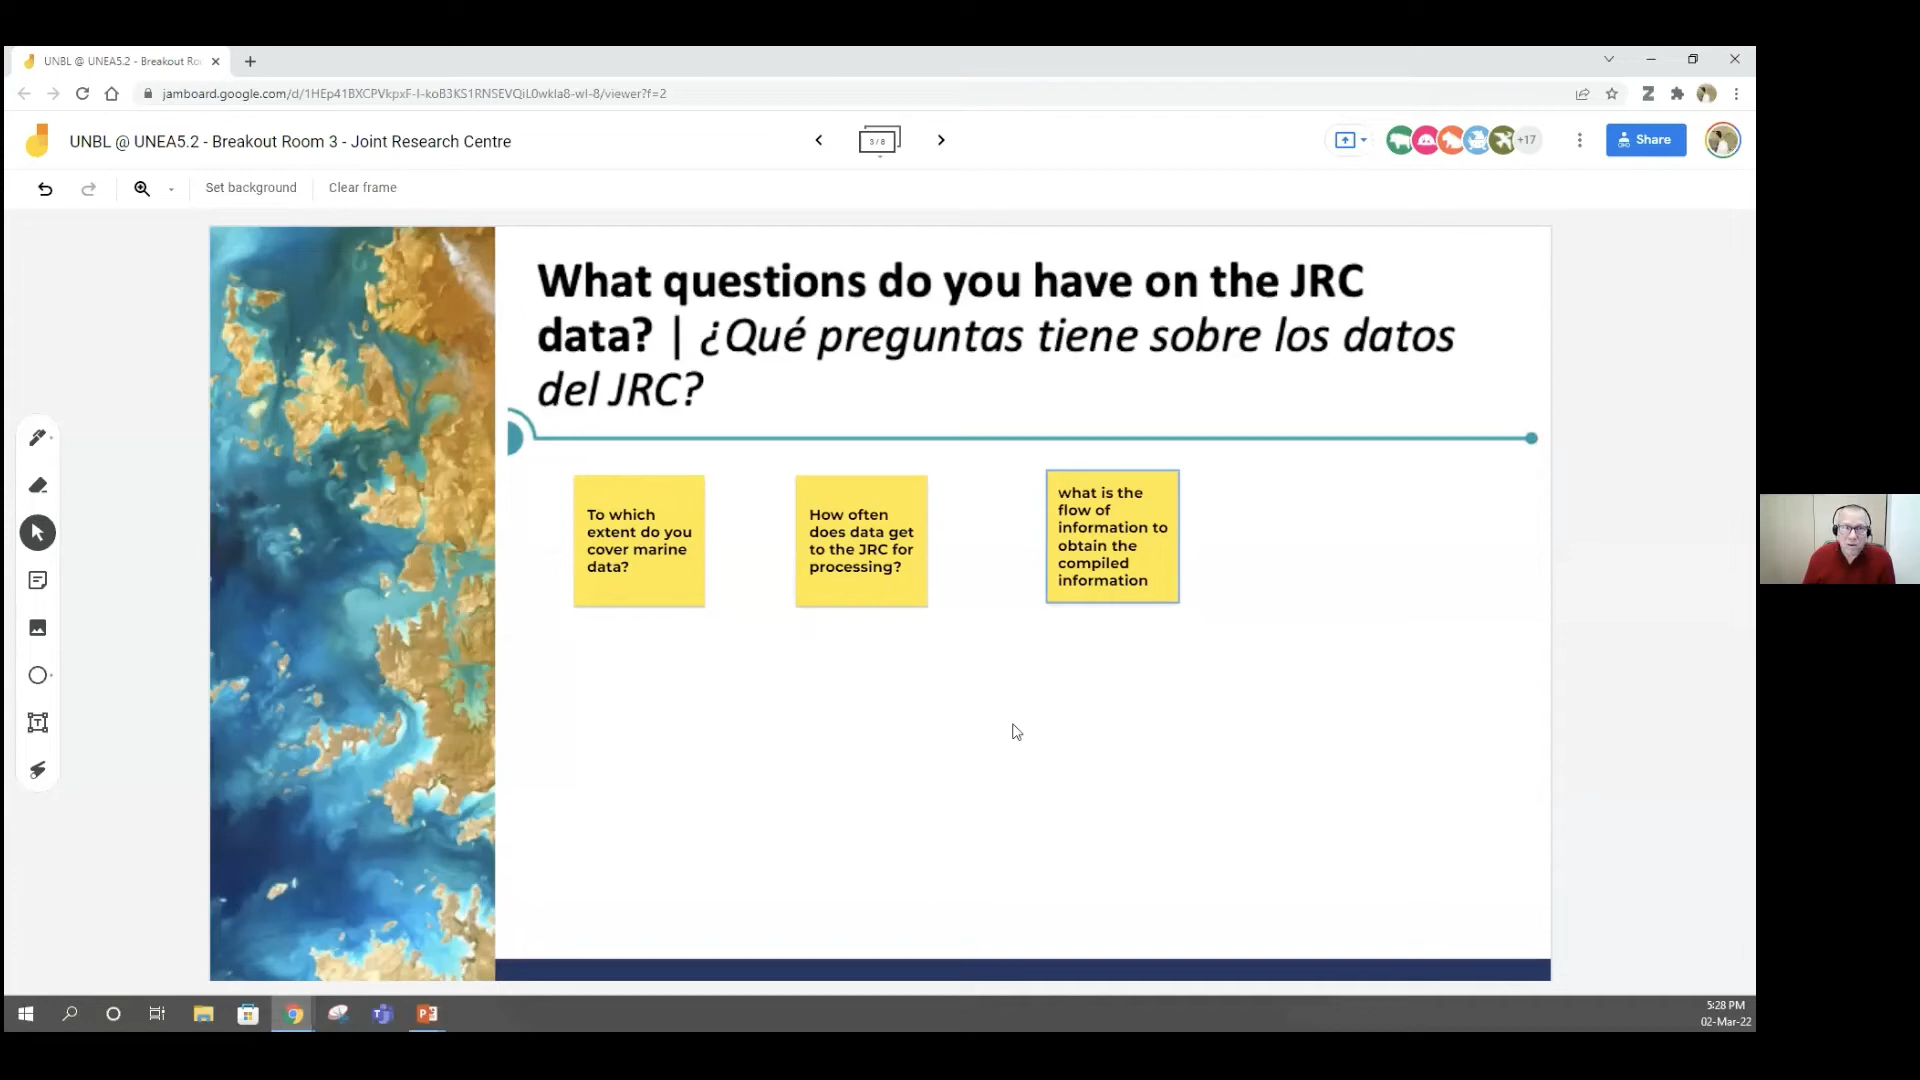 UNBL @ UNEA5.2 - Breakout Ro
jamboard.google.com/d/1HEp41BXCPVkpxF-I-koB3KS1RNSEVQiL0wkIa8-wI-8/viewer?f=2
UNBL @ UNEA5.2 - Breakout Room 3 - Joint Research Centre
3 / 8
+17
Share
Set background
Clear frame
What questions do you have on the JRC
data? | ¿Qué preguntas tiene sobre los datos
del JRC?
To which
extent do you
cover marine
data?
How often
does data get
to the JRC for
processing?
what is the
flow of
information to
obtain the
compiled
information
5:28 PM
02-Mar-22